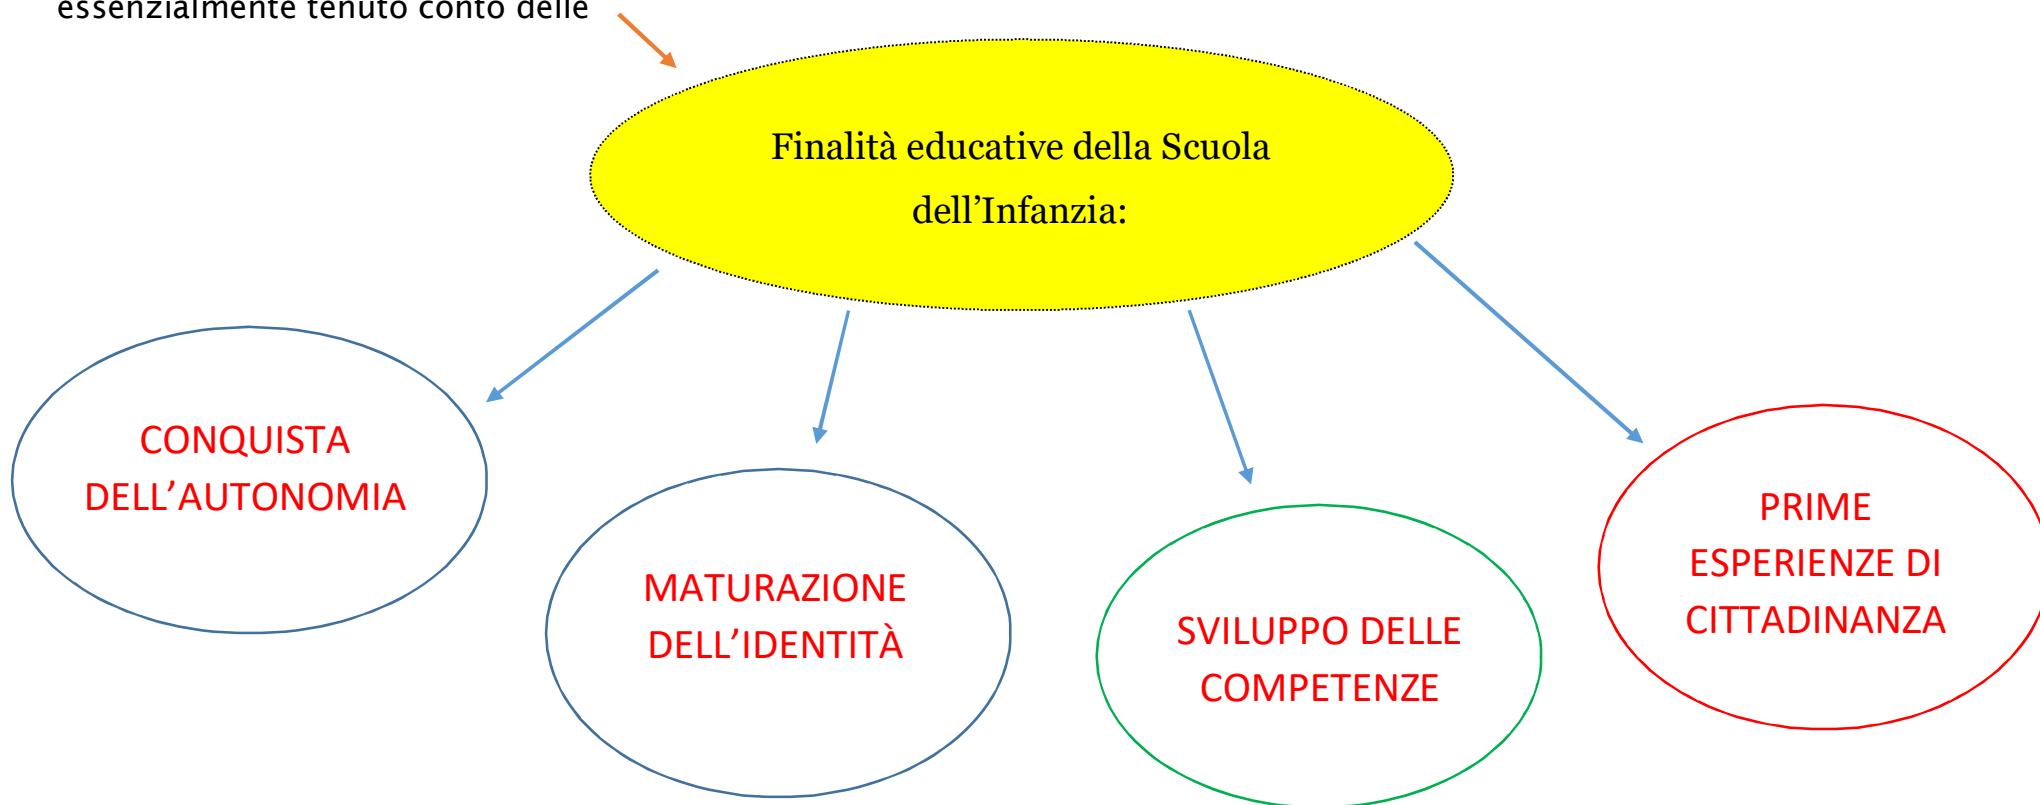 essenzialmente tenuto conto delle
Finalità educative della Scuola
dell’Infanzia:
CONQUISTA
DELL’AUTONOMIA
MATURAZIONE
DELL’IDENTITÀ
SVILUPPO DELLE
COMPETENZE
PRIME
ESPERIENZE DI
CITTADINANZA